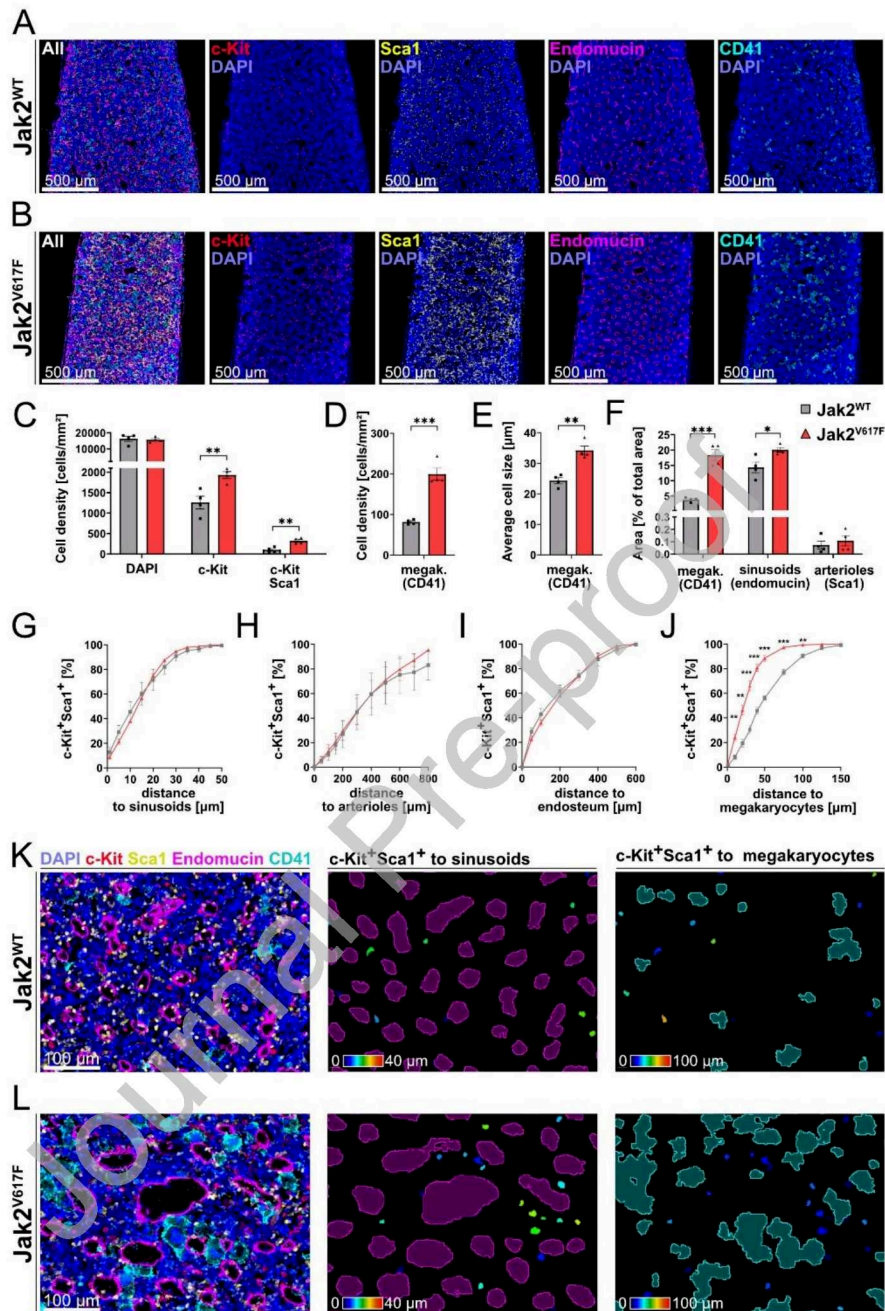 A
Jak2WT
All
c-Kit
DAPI
Sca1
DAPI
Endomucin
DAPI
CD41
DAPI
500 µm
500 µm
500 µm
500 µm
500 µm
B
Jak2V617F
All
c-Kit
DAPI
Sca1
DAPI
Endomucin
DAPI
CD41
DAPI
500 µm
500 µm
500 µm
500 µm
500 µm
C
Cell density [cells/mm²]
20000
10000
0
2000
1500
1000
500
0
**
**
DAPI
c-Kit
c-Kit
Sca1
D
Cell density [cells/mm²]
300
200
100
0
***
megak.
(CD41)
E
Average cell size [µm]
40
30
20
10
0
**
megak.
(CD41)
F
Area [% of total area]
25
20
15
10
5
0.3
0.2
0.1
0.0
***
*
megak.
(CD41)
sinusoids
(endomucin)
arterioles
(Sca1)
Jak2WT
Jak2V617F
G
c-Kit+Sca1+ [%]
100
80
60
40
20
0
0 10 20 30 40 50
distance
to sinusoids [µm]
H
c-Kit+Sca1+ [%]
100
80
60
40
20
0
0 200 400 600 800
distance
to arterioles [µm]
I
c-Kit+Sca1+ [%]
100
80
60
40
20
0
0 200 400 600
distance to
endosteum [µm]
J
c-Kit+Sca1+ [%]
100
80
60
40
20
0
** ** *** *** *** *** **
0 50 100 150
distance to
megakaryocytes [µm]
K
DAPI c-Kit Sca1 Endomucin CD41
c-Kit+Sca1+ to sinusoids
c-Kit+Sca1+ to megakaryocytes
Jak2WT
100 µm
0 40 µm
0 100 µm
L
Jak2V617F
100 µm
0 40 µm
0 100 µm
Journal Pre-proof